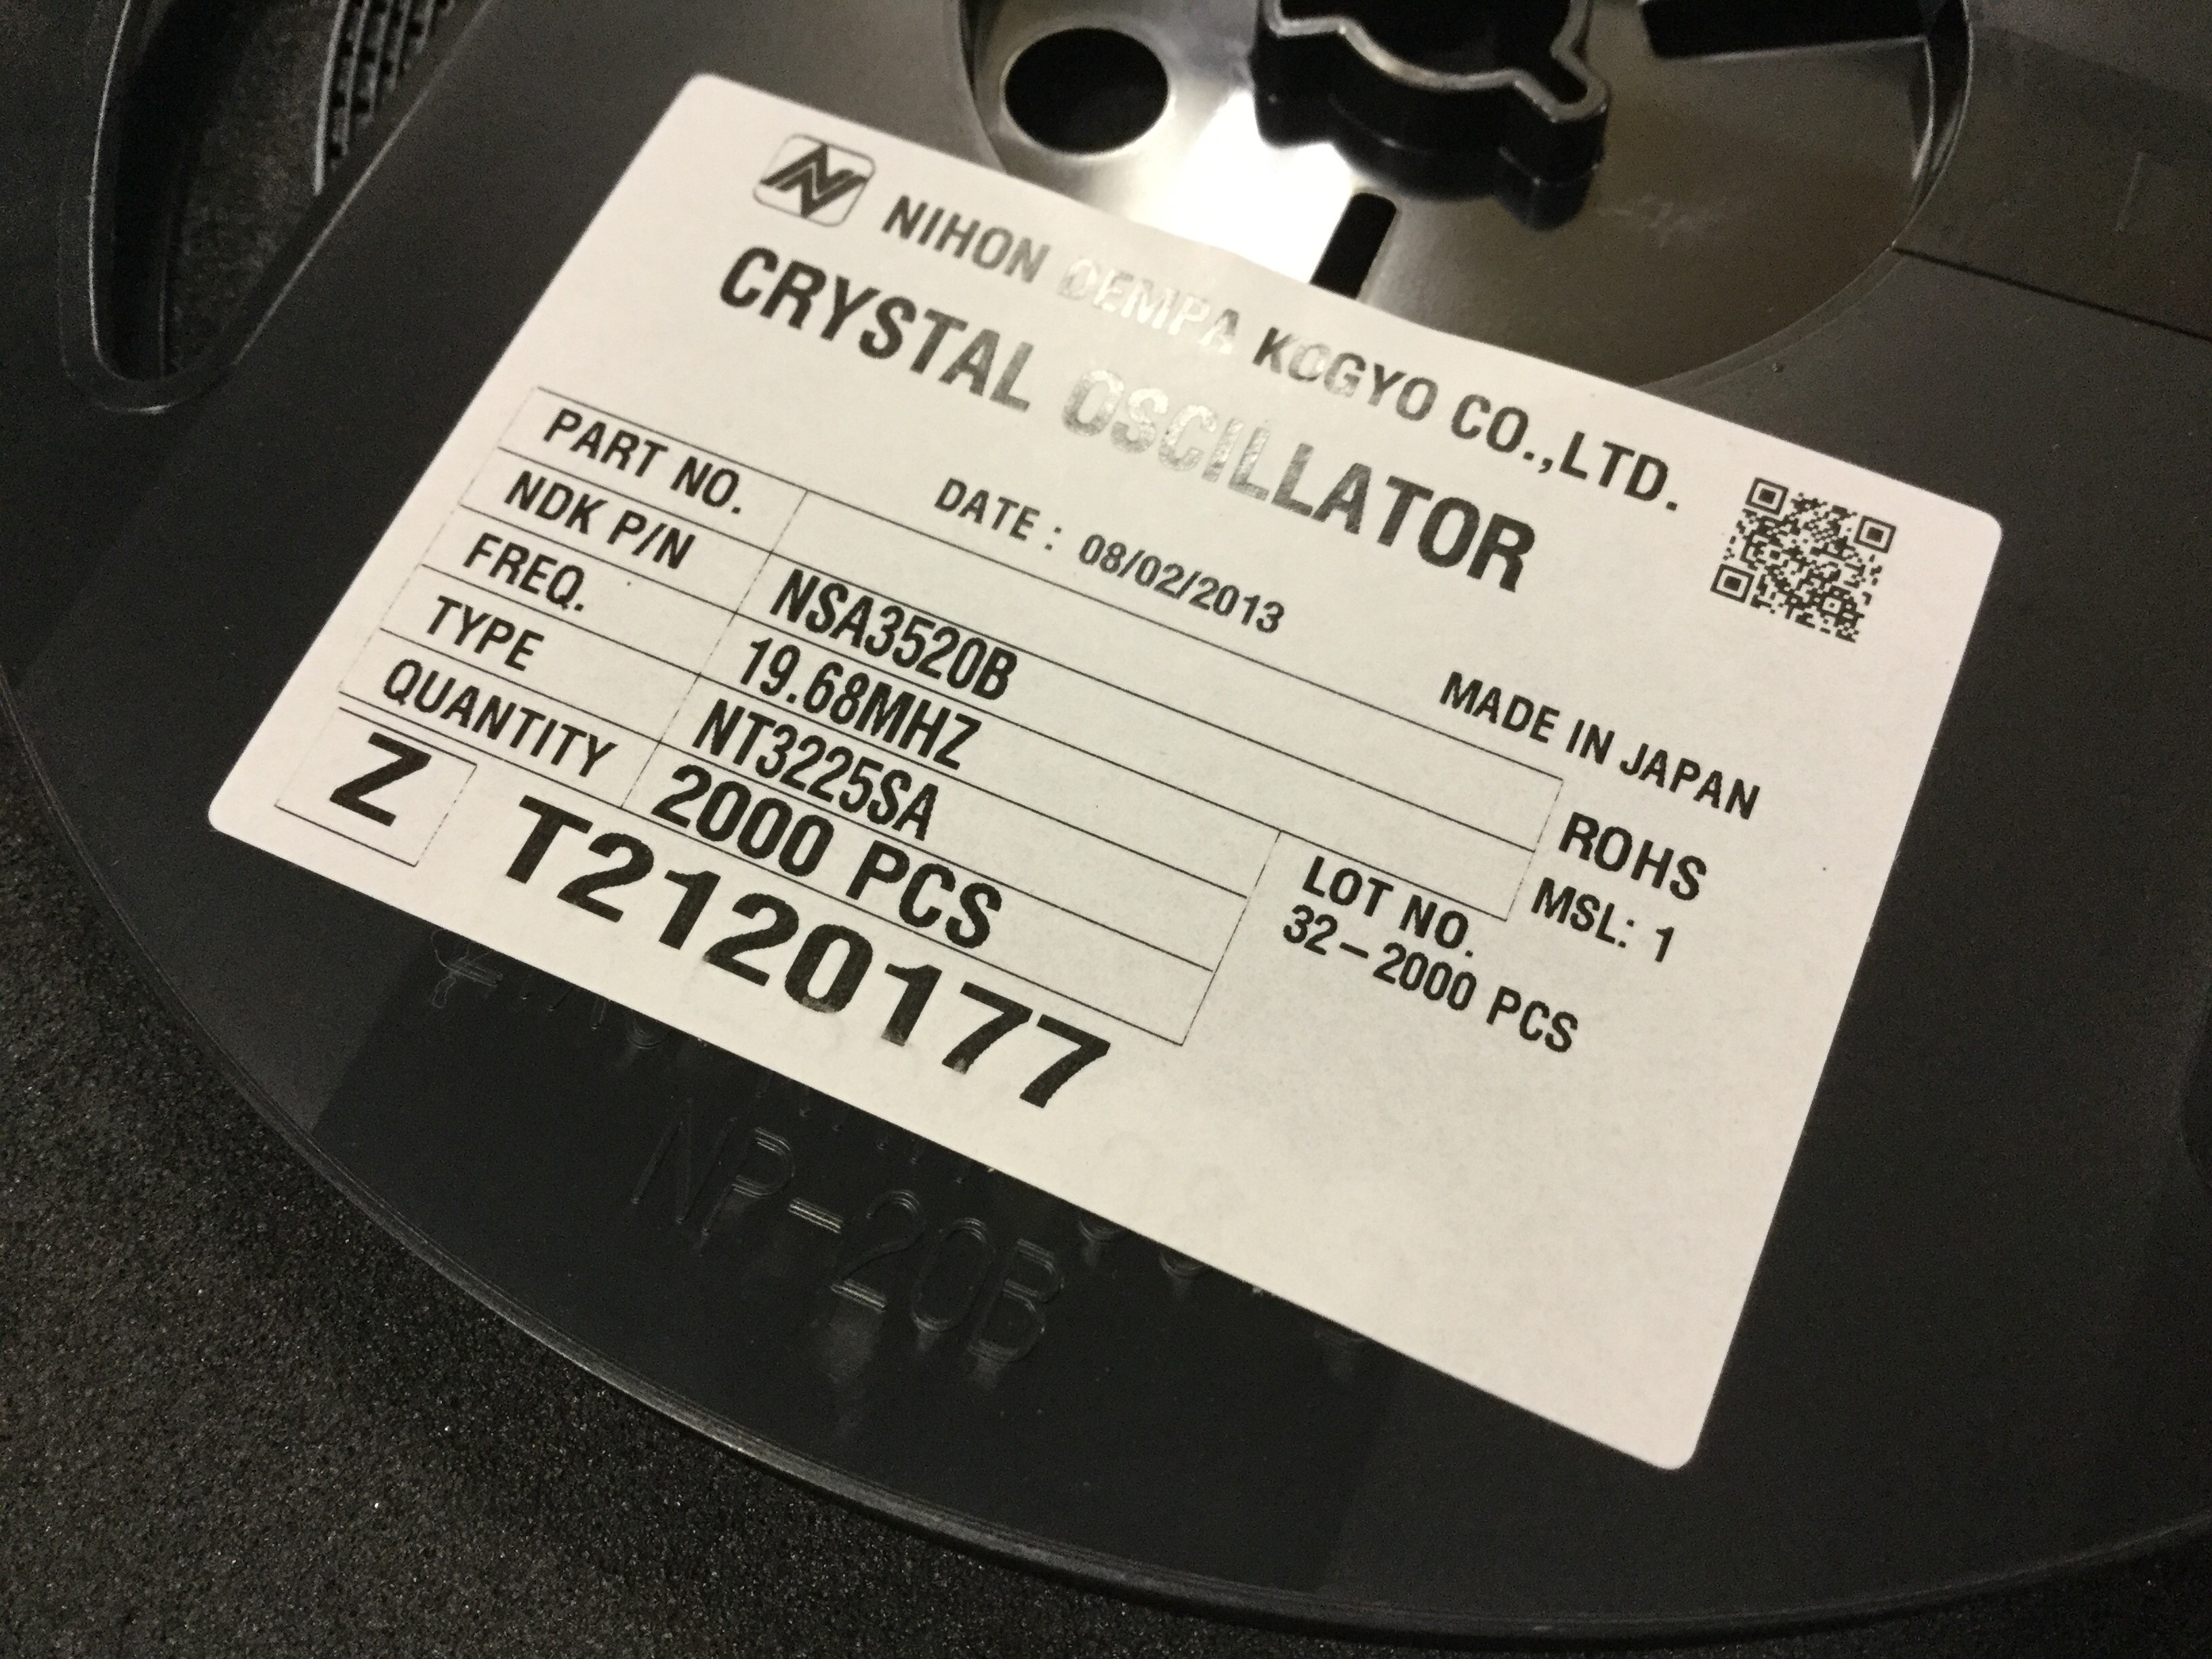 NIHON DEMPA KOGYO CO.,LTD.
CRYSTAL OSCILLATOR
DATE : 08/02/2013
MADE IN JAPAN
PART NO.
NDK P/N NSA3520B
FREQ. 19.68MHZ
TYPE NT3225SA
QUANTITY 2000 PCS
ROHS
MSL: 1
LOT NO.
32-2000 PCS
Z T2120177
NP-20B